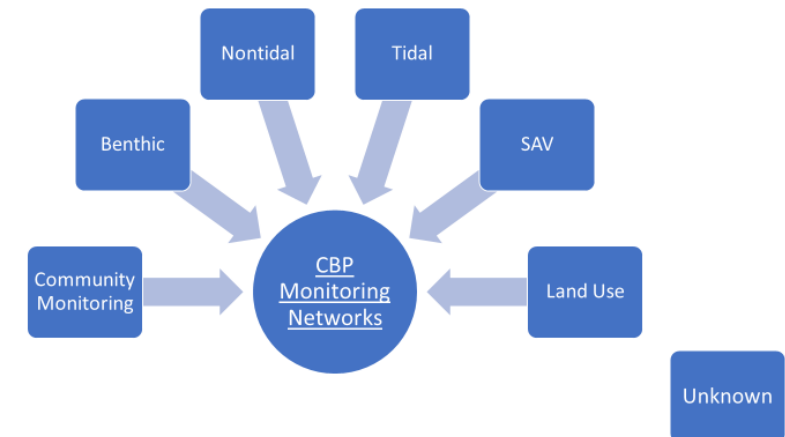 Nontidal
Tidal
Benthic
SAV
Community
Monitoring
CBP
Monitoring
Networks
Land Use
Unknown